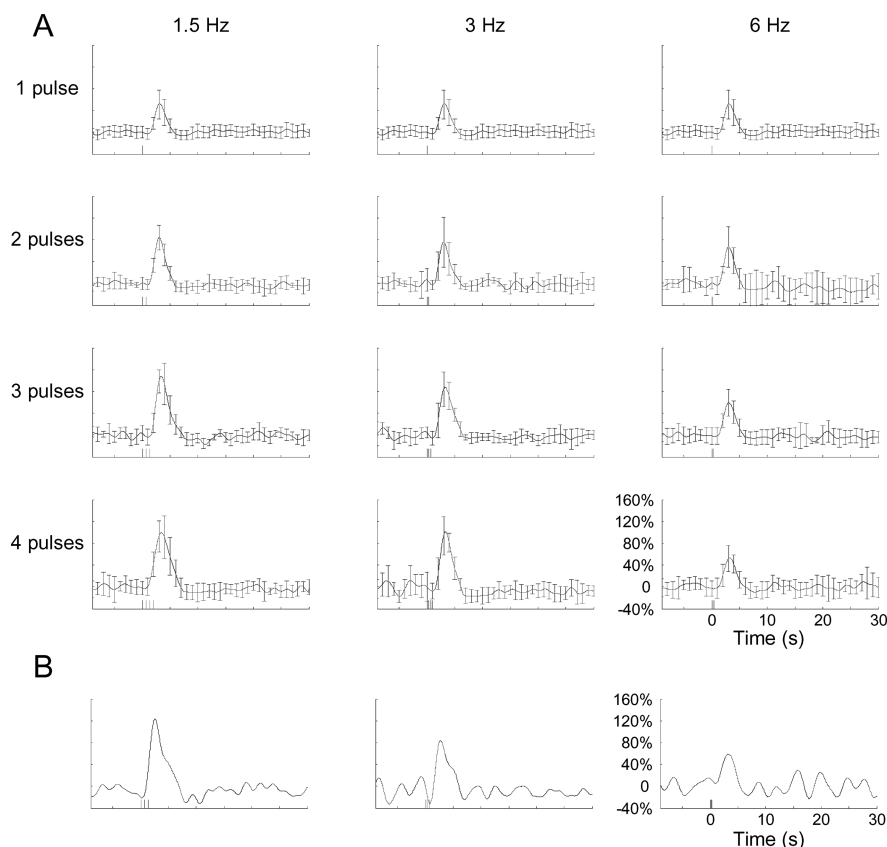 A
1.5 Hz 3 Hz 6 Hz
1 pulse
2 pulses
3 pulses
4 pulses
160%
120%
80%
40%
0
-40%
0 10 20 30
Time (s)
B
160%
120%
80%
40%
0
-40%
0 10 20 30
Time (s)